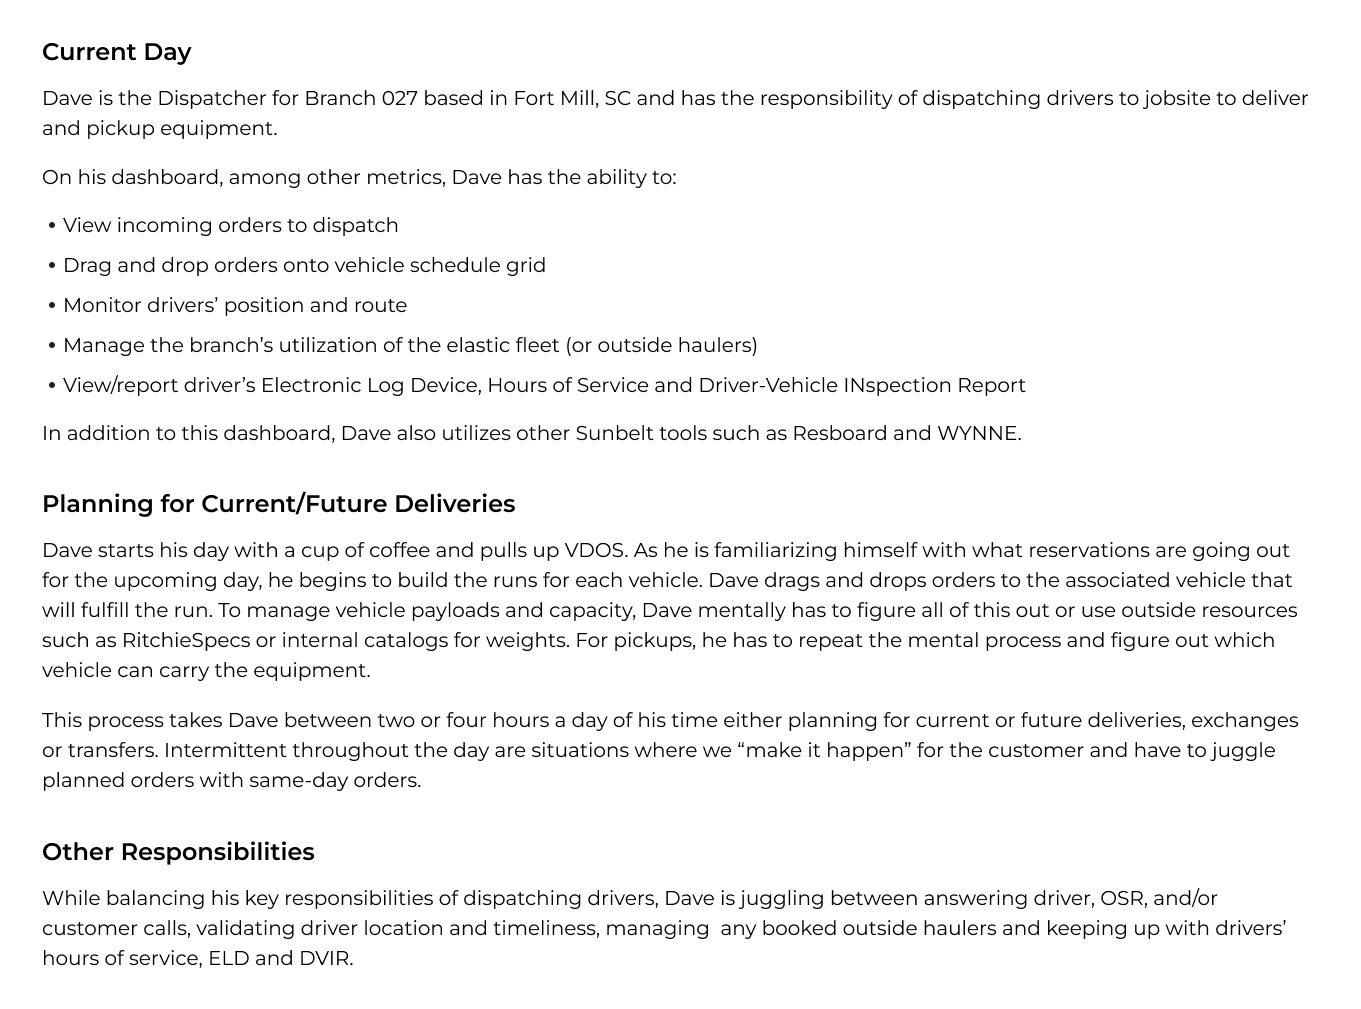 Current Day
Dave is the Dispatcher for Branch 027 based in Fort Mill, SC and has the responsibility of dispatching drivers to jobsite to deliver
and pickup equipment.
On his dashboard, among other metrics, Dave has the ability to:
• View incoming orders to dispatch
• Drag and drop orders onto vehicle schedule grid
• Monitor drivers’ position and route
• Manage the branch’s utilization of the elastic fleet (or outside haulers)
• View/report driver’s Electronic Log Device, Hours of Service and Driver-Vehicle INspection Report
In addition to this dashboard, Dave also utilizes other Sunbelt tools such as Resboard and WYNNE.
Planning for Current/Future Deliveries
Dave starts his day with a cup of coffee and pulls up VDOS. As he is familiarizing himself with what reservations are going out
for the upcoming day, he begins to build the runs for each vehicle. Dave drags and drops orders to the associated vehicle that
will fulfill the run. To manage vehicle payloads and capacity, Dave mentally has to figure all of this out or use outside resources
such as RitchieSpecs or internal catalogs for weights. For pickups, he has to repeat the mental process and figure out which
vehicle can carry the equipment.
This process takes Dave between two or four hours a day of his time either planning for current or future deliveries, exchanges
or transfers. Intermittent throughout the day are situations where we “make it happen” for the customer and have to juggle
planned orders with same-day orders.
Other Responsibilities
While balancing his key responsibilities of dispatching drivers, Dave is juggling between answering driver, OSR, and/or
customer calls, validating driver location and timeliness, managing  any booked outside haulers and keeping up with drivers’
hours of service, ELD and DVIR.